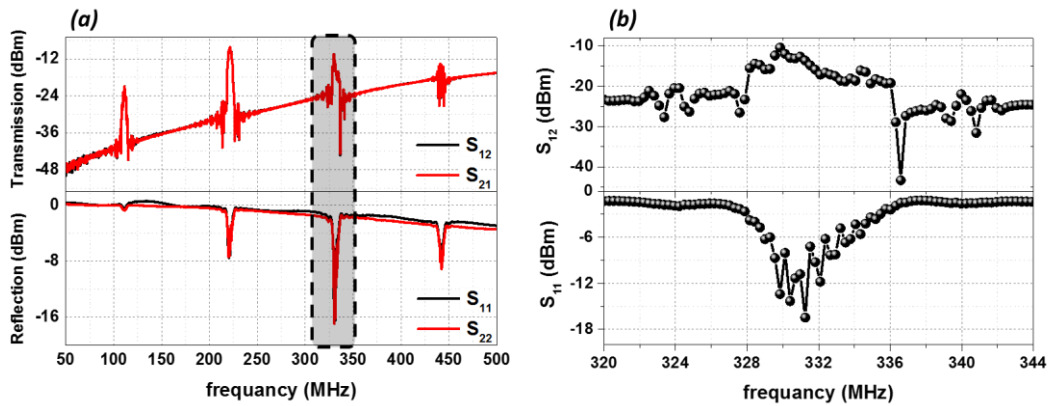 (a)
Transmission (dBm)
-12
-24
-36
-48
S12
S21
Reflection (dBm)
0
-8
-16
S11
S22
50 100 150 200 250 300 350 400 450 500
frequancy (MHz)
(b)
S12 (dBm)
-10
-20
-30
-40
0
S11 (dBm)
-6
-12
-18
320 324 328 332 336 340 344
frequancy (MHz)